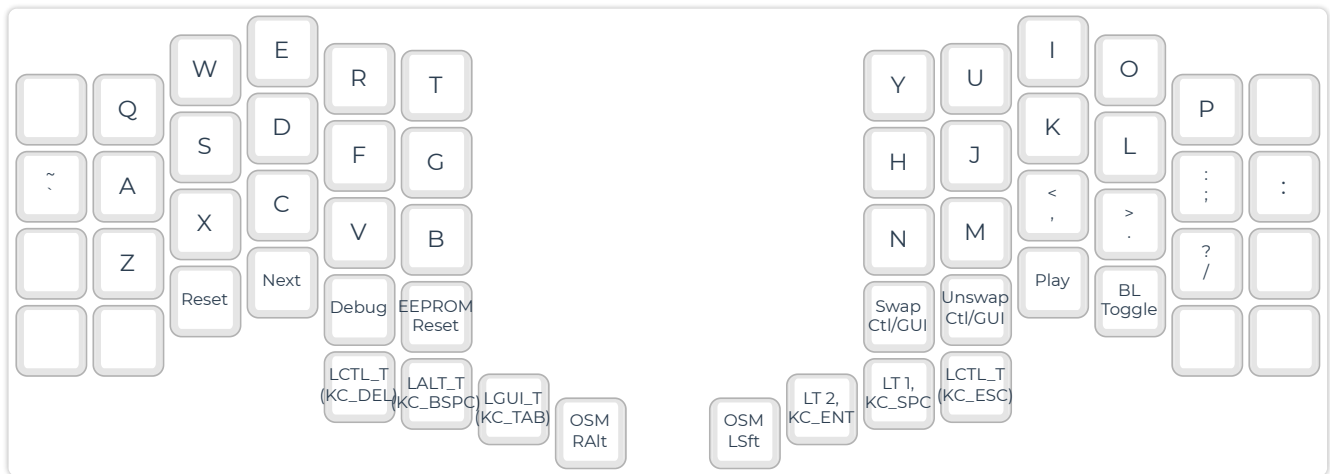 W
E
R
T
Q
S
D
F
G
~
`
A
X
C
V
B
Z
Reset
Next
Debug
EEPROM
Reset
LCTL_T
(KC_DEL)
LALT_T
(KC_BSPC)
LGUI_T
(KC_TAB)
OSM
RAlt
Y
U
I
O
P
H
J
K
L
:
;
:
N
M
<
,
>
.
?
/
Swap
Ctl/GUI
Unswap
Ctl/GUI
Play
BL
Toggle
OSM
LSft
LT 2,
KC_ENT
LT 1,
KC_SPC
LCTL_T
(KC_ESC)